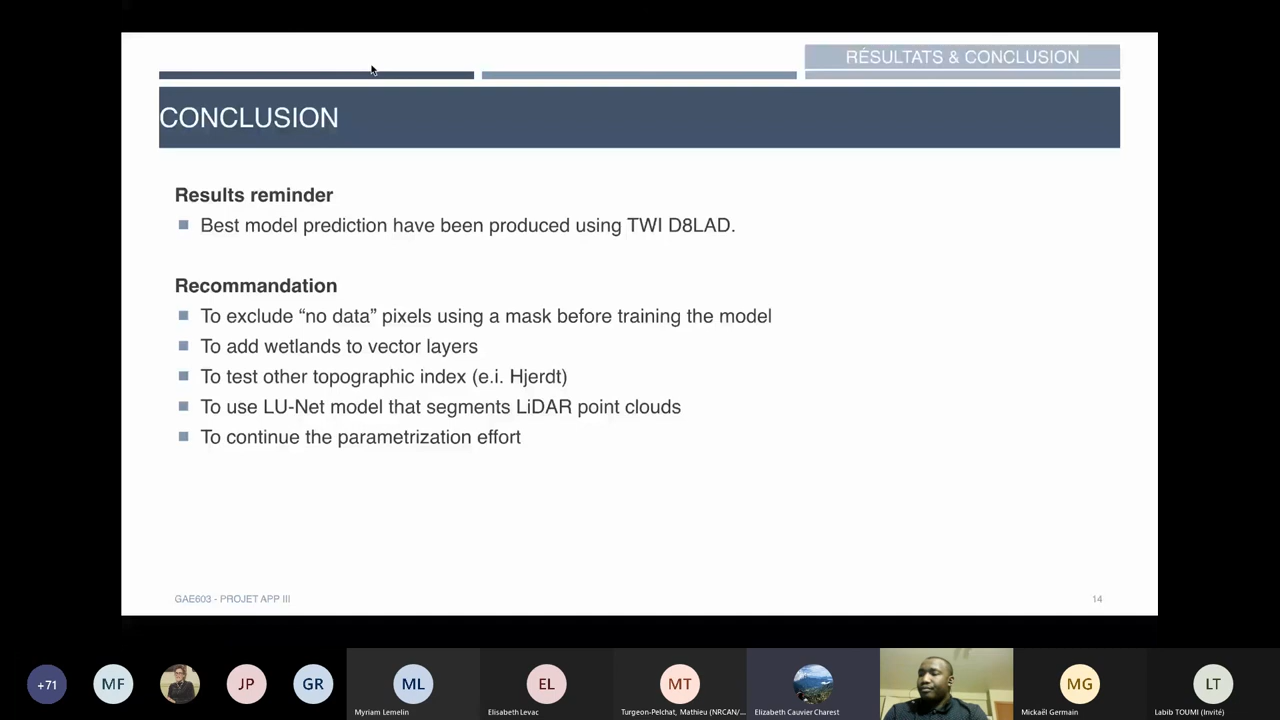 RÉSULTATS & CONCLUSION
CONCLUSION
Results reminder
Best model prediction have been produced using TWI D8LAD.
Recommandation
To exclude “no data” pixels using a mask before training the model
To add wetlands to vector layers
To test other topographic index (e.i. Hjerdt)
To use LU-Net model that segments LiDAR point clouds
To continue the parametrization effort
GAE603 - PROJET APP III
14
+71
MF
JP
GR
ML
EL
MT
MG
LT
Myriam Lemelin
Elisabeth Levac
Turgeon-Pelchat, Mathieu (NRCAN/...
Elizabeth Cauvier Charest
Mickaël Germain
Labib TOUMI (Invité)